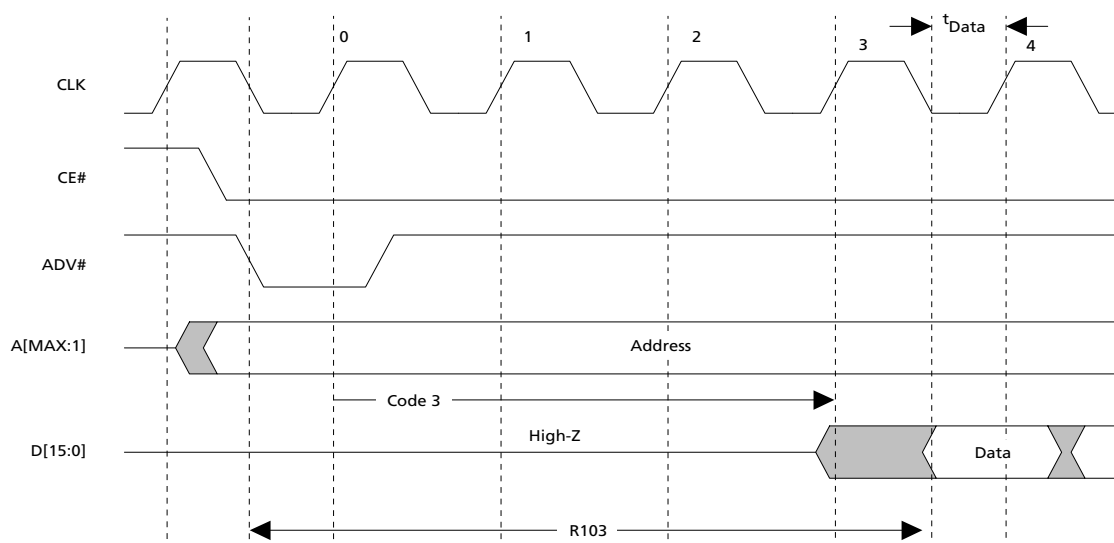 tData
0 1 2 3 4
CLK
CE#
ADV#
A[MAX:1] Address
Code 3
High-Z
D[15:0] Data
R103